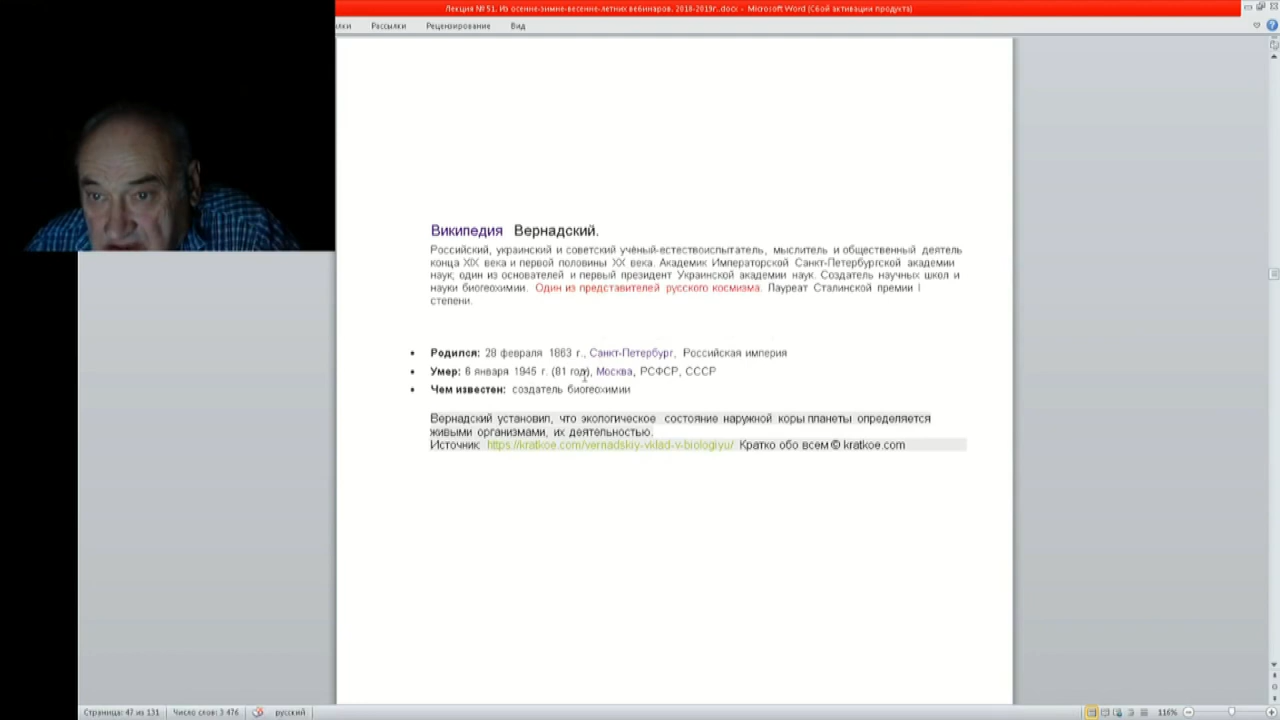 Лекция № 51. Из осенне-зимне-весенне-летних вебинаров. 2018-2019г..docx - Microsoft Word (Сбой активации продукта)
Рассылки Рецензирование Вид
Википедия Вернадский.
Российский, украинский и советский учёный-естествоиспытатель, мыслитель и общественный деятель
конца XIX века и первой половины XX века. Академик Императорской Санкт-Петербургской академии
наук; один из основателей и первый президент Украинской академии наук. Создатель научных школ и
науки биогеохимии. Один из представителей русского космизма. Лауреат Сталинской премии I
степени.
• Родился: 28 февраля 1863 г., Санкт-Петербург, Российская империя
• Умер: 6 января 1945 г. (81 год), Москва, РСФСР, СССР
• Чем известен: создатель биогеохимии
Вернадский установил, что экологическое состояние наружной коры планеты определяется
живыми организмами, их деятельностью.
Источник: https://kratkoe.com/vernadskiy-vklad-v-biologiyu/ Кратко обо всем © kratkoe.com
Страница: 47 из 131 Число слов: 3 476 русский 116%